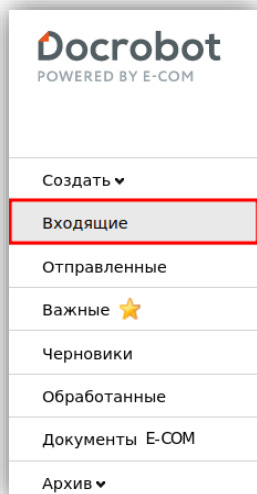 Docrobot
POWERED BY E-COM
Создать
Входящие
Отправленные
Важные
Черновики
Обработанные
Документы E-COM
Архив